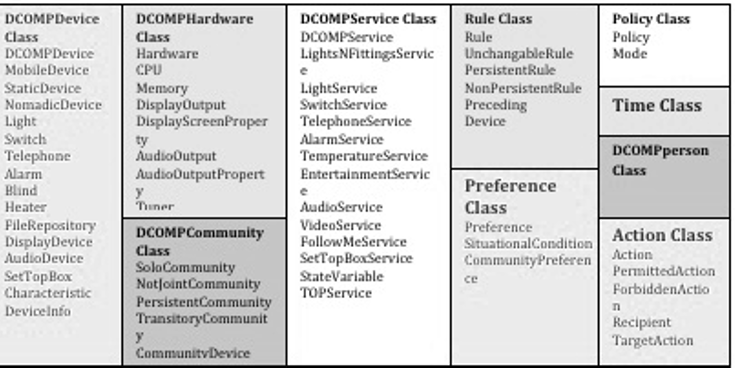 DCOMPDevice
Class
DCOMPDevice
MobileDevice
StaticDevice
NomadicDevice
Light
Switch
Telephone
Alarm
Blind
Heater
FileRepository
DisplayDevice
AudioDevice
SetTopBox
Characteristic
DeviceInfo
DCOMPHardware
Class
Hardware
CPU
Memory
DisplayOutput
DisplayScreenProper
ty
AudioOutput
AudioOutputPropert
y
Tuner
DCOMPCommunity
Class
SoloCommunity
NotJointCommunity
PersistentCommunity
TransitoryCommunit
y
CommunityDevice
DCOMPService Class
DCOMPService
LightsNFittingsServic
e
LightService
SwitchService
TelephoneService
AlarmService
TemperatureService
EntertainmentServic
e
AudioService
VideoService
FollowMeService
SetTopBoxService
StateVariable
TOPService
Rule Class
Rule
UnchangableRule
PersistentRule
NonPersistentRule
Preceding
Device
Preference
Class
Preference
SituationalCondition
CommunityPreferen
ce
Policy Class
Policy
Mode
Time Class
DCOMPperson
Class
Action Class
Action
PermittedAction
ForbiddenActio
n
Recipient
TargetAction